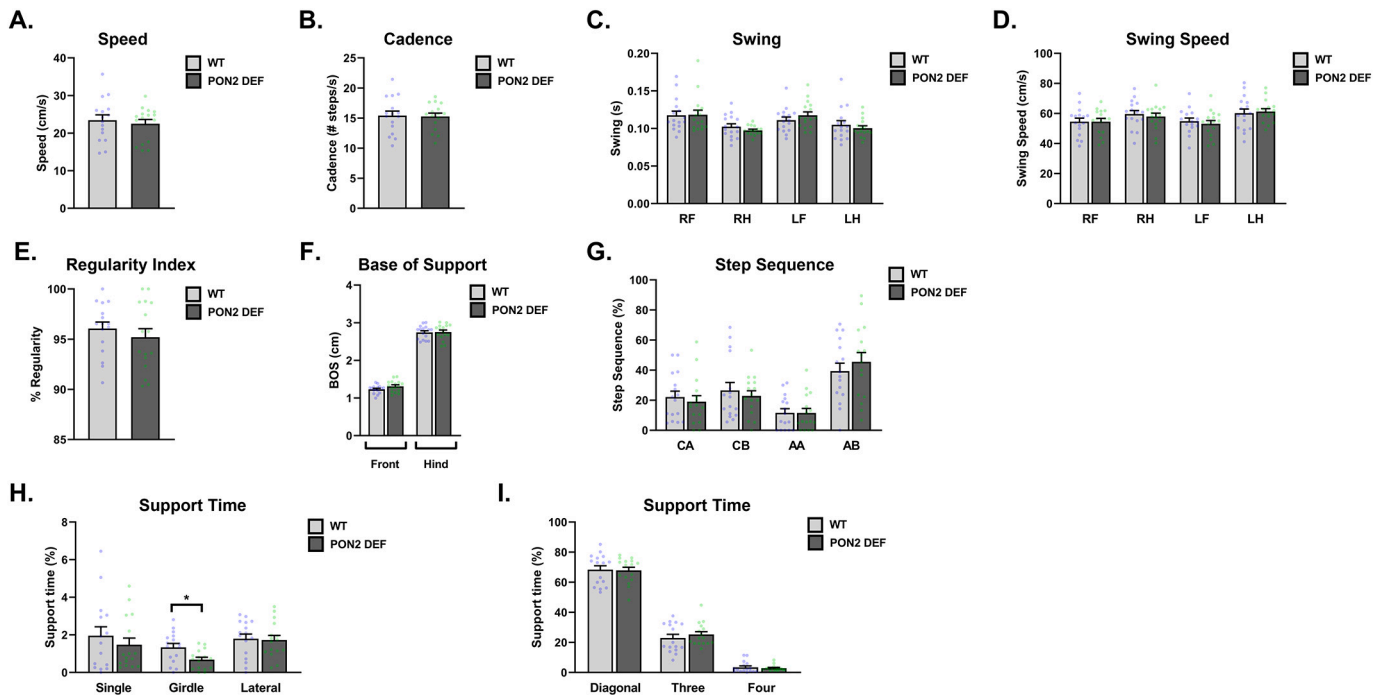 A.
Speed
WT
PON2 DEF
Speed (cm/s)
40
30
20
10
0
B.
Cadence
WT
PON2 DEF
Cadence (# steps/s)
25
20
15
10
5
0
C.
Swing
WT
PON2 DEF
Swing (s)
0.20
0.15
0.10
0.05
0.00
RF RH LF LH
D.
Swing Speed
WT
PON2 DEF
Swing Speed (cm/s)
100
80
60
40
20
0
RF RH LF LH
E.
Regularity Index
WT
PON2 DEF
% Regularity
100
95
90
85
F.
Base of Support
WT
PON2 DEF
BOS (cm)
4
3
2
1
0
Front Hind
G.
Step Sequence
WT
PON2 DEF
Step Sequence (%)
100
80
60
40
20
0
CA CB AA AB
H.
Support Time
WT
PON2 DEF
Support time (%)
8
6
4
2
0
*
Single Girdle Lateral
I.
Support Time
WT
PON2 DEF
Support time (%)
100
80
60
40
20
0
Diagonal Three Four